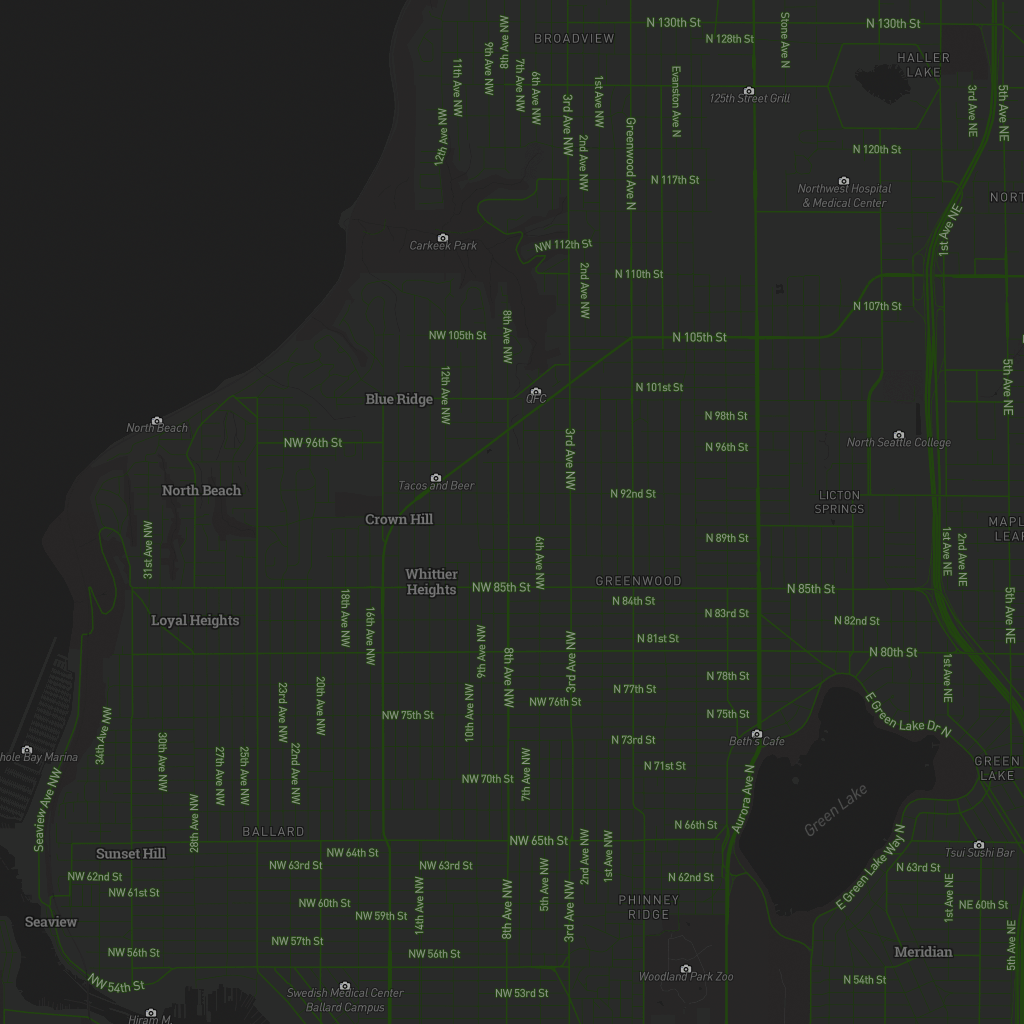 N 130th St
N 130th St
Stone Ave N
8th Ave NW
BROADVIEW
N 128th St
9th Ave NW
HALLER
LAKE
11th Ave NW
7th Ave NW
6th Ave NW
1st Ave NW
Evanston Ave N
125th Street Grill
3rd Ave NE
5th Ave NE
12th Ave NW
3rd Ave NW
2nd Ave NW
Greenwood Ave N
N 120th St
N 117th St
Northwest Hospital
& Medical Center
NORT
1st Ave NE
Carkeek Park
NW 112th St
2nd Ave NW
N 110th St
N 107th St
NW 105th St
8th Ave NW
N 105th St
5th Ave NE
12th Ave NW
Blue Ridge
QFC
N 101st St
N 98th St
North Beach
NW 96th St
3rd Ave NW
N 96th St
North Seattle College
North Beach
Tacos and Beer
N 92nd St
LICTON
SPRINGS
Crown Hill
MAPL
LEAF
31st Ave NW
N 89th St
1st Ave NE
2nd Ave NE
6th Ave NW
Whittier
Heights
NW 85th St
GREENWOOD
N 85th St
5th Ave NE
N 84th St
18th Ave NW
16th Ave NW
Loyal Heights
N 83rd St
N 82nd St
9th Ave NW
3rd Ave NW
N 81st St
N 80th St
8th Ave NW
1st Ave NE
N 78th St
23rd Ave NW
20th Ave NW
10th Ave NW
N 77th St
NW 76th St
NW 75th St
N 75th St
E Green Lake Dr N
34th Ave NW
30th Ave NW
Beth's Cafe
N 73rd St
27th Ave NW
25th Ave NW
22nd Ave NW
hole Bay Marina
7th Ave NW
N 71st St
GREEN
LAKE
NW 70th St
Seaview Ave NW
28th Ave NW
Aurora Ave N
Green Lake
BALLARD
N 66th St
NW 65th St
2nd Ave NW
1st Ave NW
Sunset Hill
NW 64th St
Tsui Sushi Bar
NW 63rd St
NW 63rd St
E Green Lake Way N
N 63rd St
NW 62nd St
N 62nd St
5th Ave NW
NW 61st St
1st Ave NE
14th Ave NW
8th Ave NW
3rd Ave NW
NW 60th St
PHINNEY
RIDGE
NE 60th St
NW 59th St
Seaview
5th Ave NE
NW 57th St
NW 56th St
NW 56th St
Meridian
Woodland Park Zoo
N 54th St
NW 54th St
Swedish Medical Center
Ballard Campus
NW 53rd St
Hiram M.